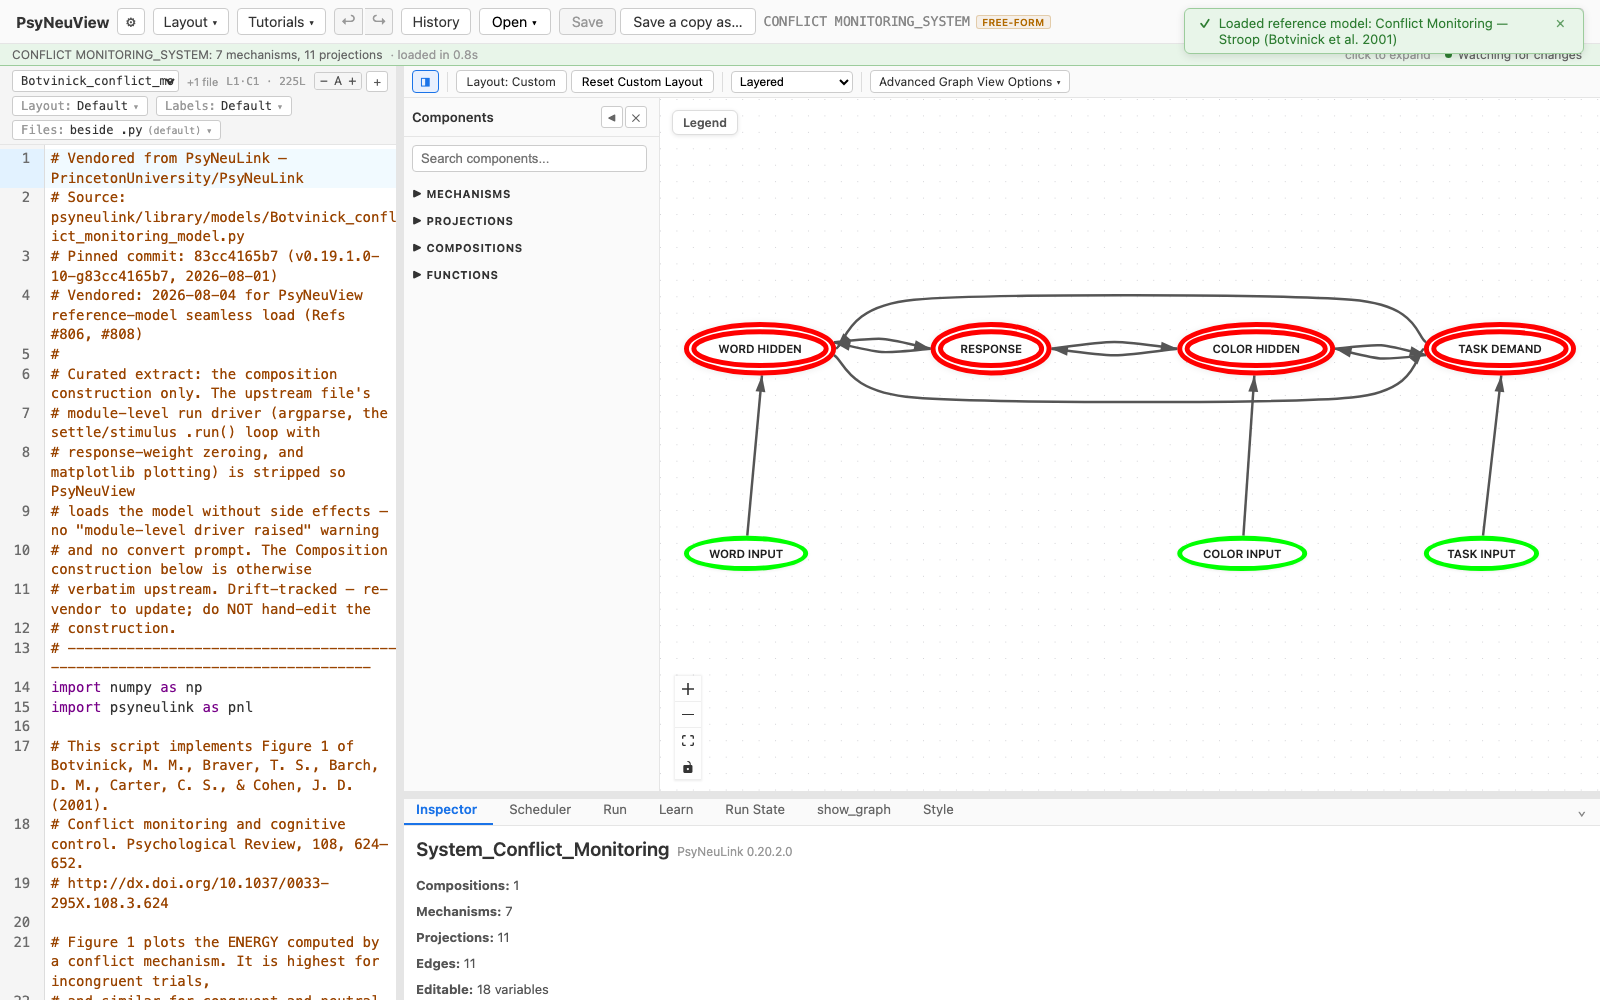 PsyNeuView
Layout
Tutorials
History
Open
Save
Save a copy as...
CONFLICT MONITORING_SYSTEM
FREE-FORM
Loaded reference model: Conflict Monitoring —
Stroop (Botvinick et al. 2001)
CONFLICT MONITORING_SYSTEM: 7 mechanisms, 11 projections · loaded in 0.8s
click to expand
Watching for changes
Botvinick_conflict_mo
+1 file
L1:C1 · 225L
− A +
+
Layout: Default
Labels: Default
Files: beside .py (default)
Layout: Custom
Reset Custom Layout
Layered
Advanced Graph View Options
Components
Search components...
MECHANISMS
PROJECTIONS
COMPOSITIONS
FUNCTIONS
Legend
1 # Vendored from PsyNeuLink —
PrincetonUniversity/PsyNeuLink
2 # Source:
psyneulink/library/models/Botvinick_confl
ict_monitoring_model.py
3 # Pinned commit: 83cc4165b7 (v0.19.1.0-
10-g83cc4165b7, 2026-08-01)
4 # Vendored: 2026-08-04 for PsyNeuView
reference-model seamless load (Refs
#806, #808)
5 #
6 # Curated extract: the composition
construction only. The upstream file's
7 # module-level run driver (argparse, the
settle/stimulus .run() loop with
8 # response-weight zeroing, and
matplotlib plotting) is stripped so
PsyNeuView
9 # loads the model without side effects —
no "module-level driver raised" warning
10 # and no convert prompt. The Composition
construction below is otherwise
11 # verbatim upstream. Drift-tracked — re-
vendor to update; do NOT hand-edit the
12 # construction.
13 # ---------------------------------------
--------------------------------------
14 import numpy as np
15 import psyneulink as pnl
16
17 # This script implements Figure 1 of
Botvinick, M. M., Braver, T. S., Barch,
D. M., Carter, C. S., & Cohen, J. D.
(2001).
18 # Conflict monitoring and cognitive
control. Psychological Review, 108, 624–
652.
19 # http://dx.doi.org/10.1037/0033-
295X.108.3.624
20
21 # Figure 1 plots the ENERGY computed by
a conflict mechanism. It is highest for
incongruent trials,
22 # and similar for congruent and neutral
WORD HIDDEN
RESPONSE
COLOR HIDDEN
TASK DEMAND
WORD INPUT
COLOR INPUT
TASK INPUT
Inspector
Scheduler
Run
Learn
Run State
show_graph
Style
System_Conflict_Monitoring PsyNeuLink 0.20.2.0
Compositions: 1
Mechanisms: 7
Projections: 11
Edges: 11
Editable: 18 variables